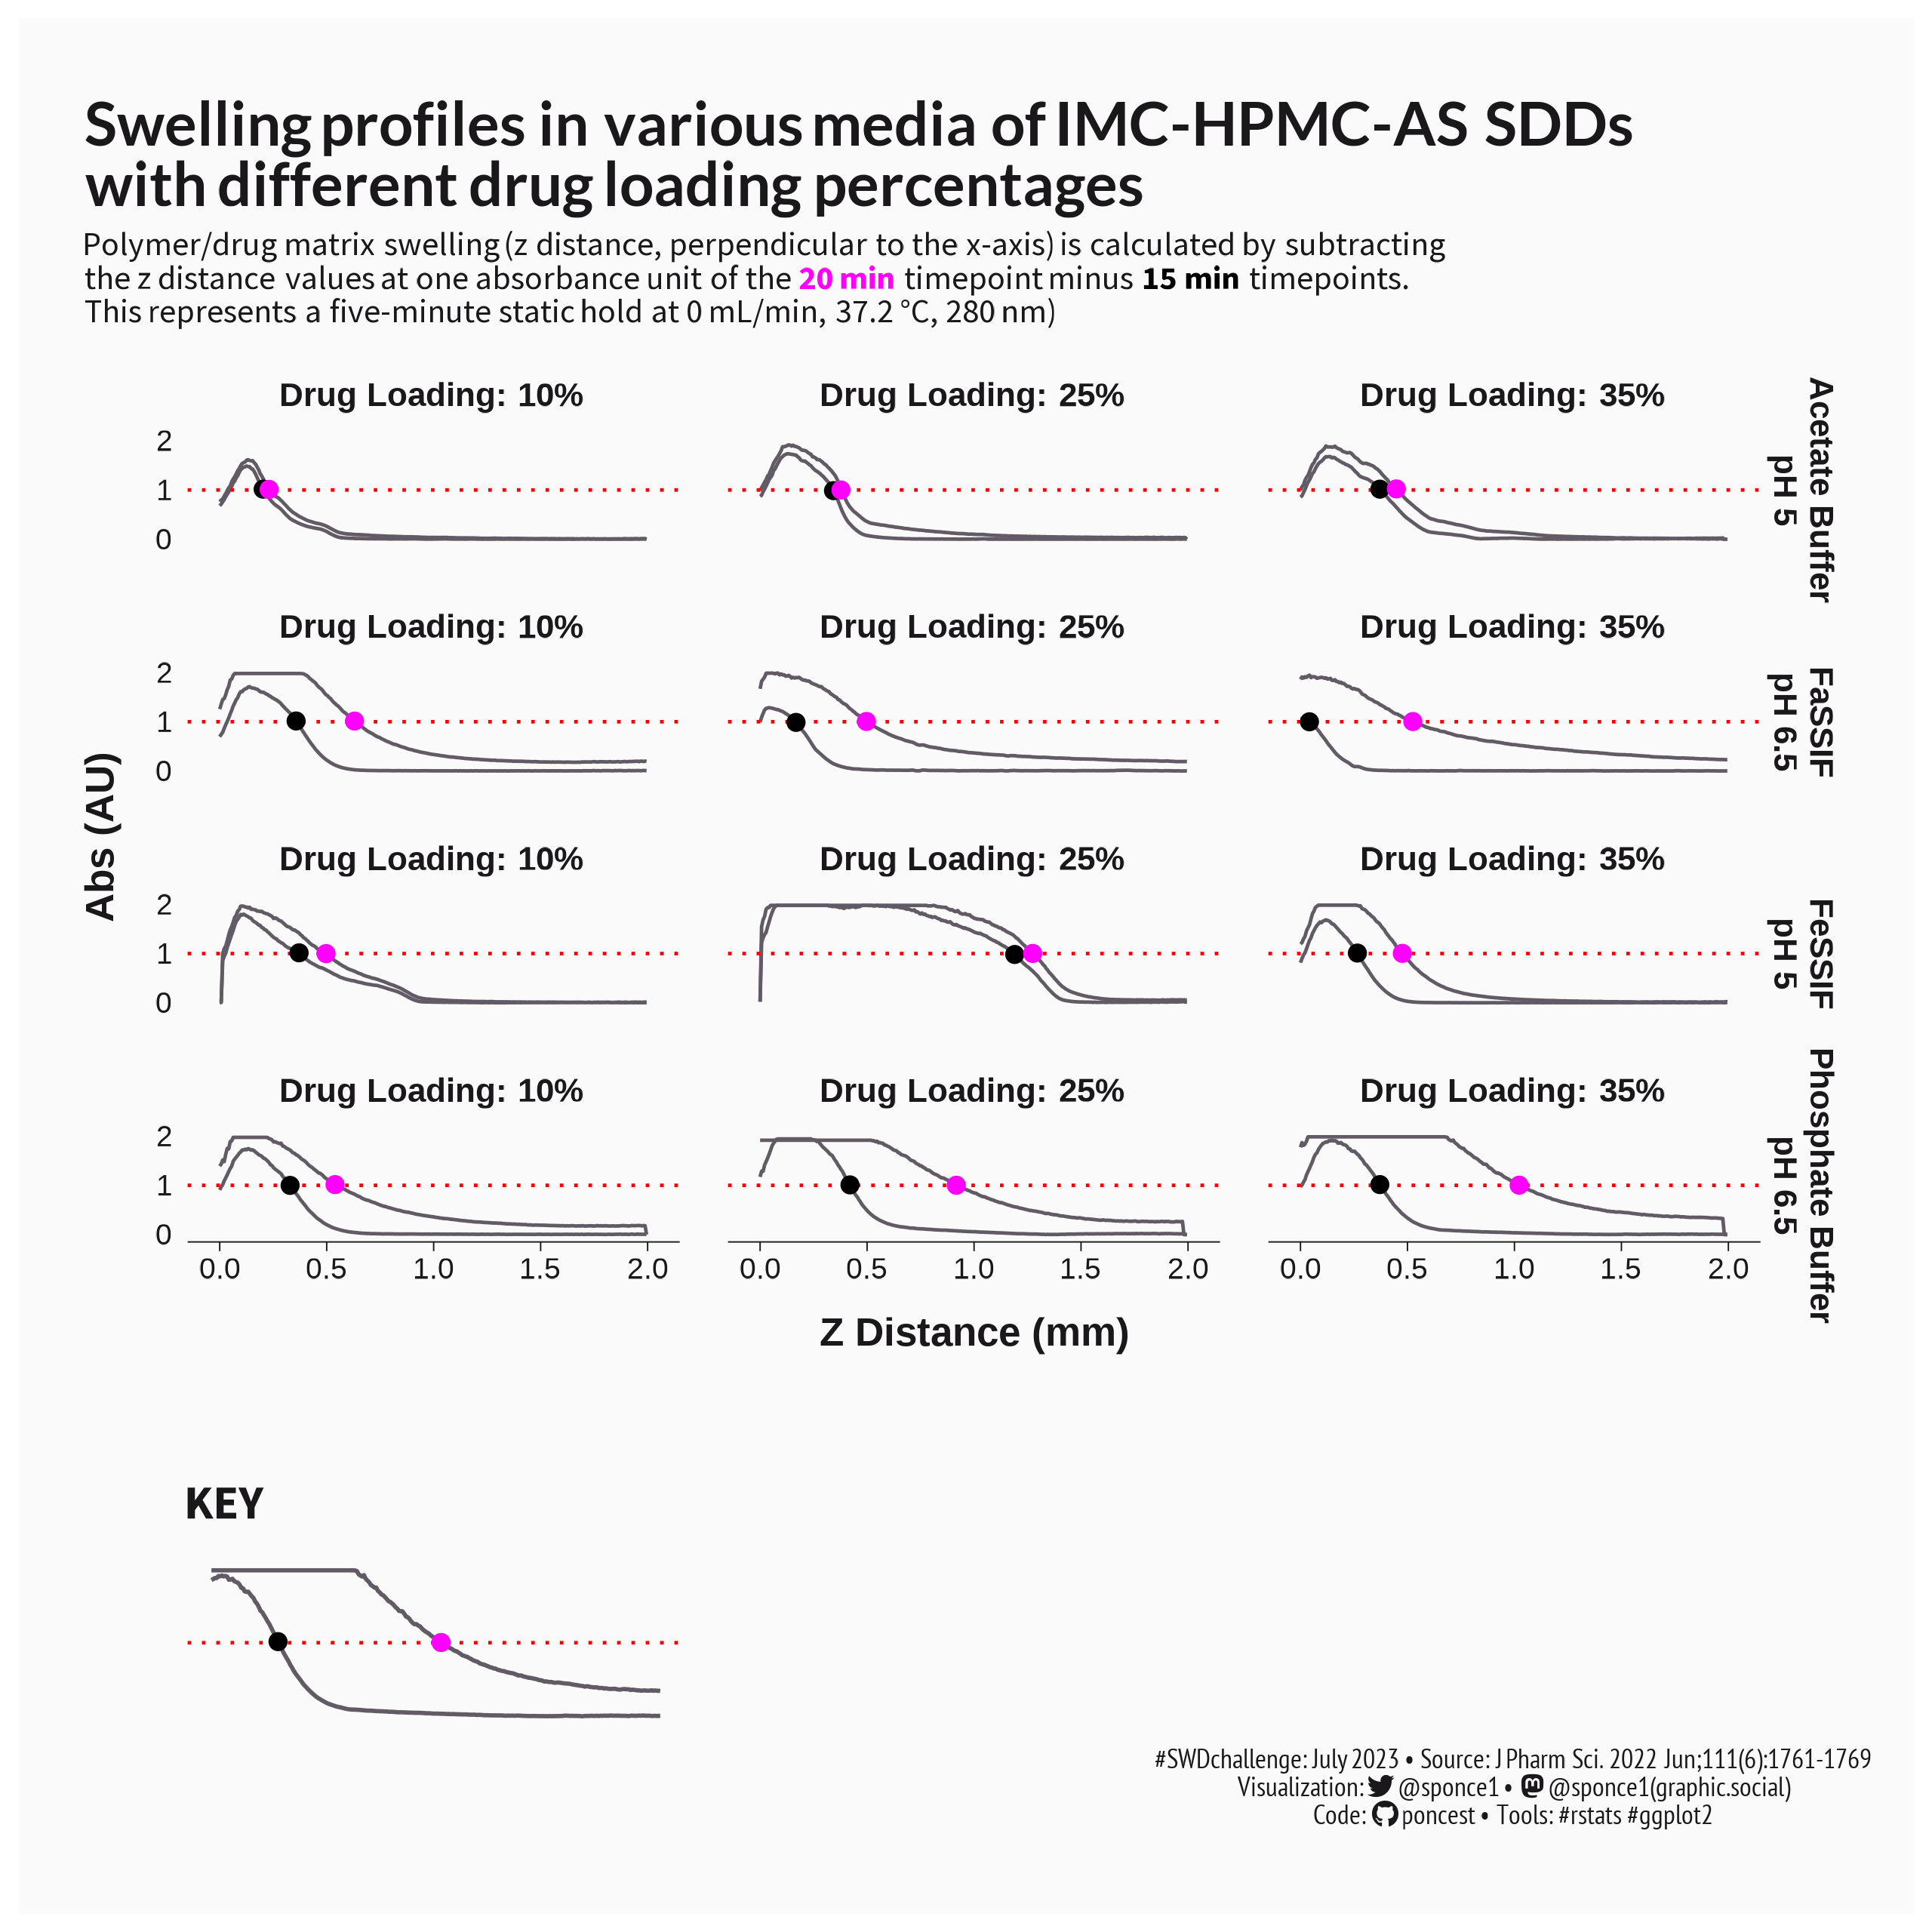 Swelling profiles in various media of IMC-HPMC-AS SDDs
with different drug loading percentages
Polymer/drug matrix swelling (z distance, perpendicular to the x-axis) is calculated by subtracting
the z distance values at one absorbance unit of the 20 min timepoint minus 15 min timepoints.
This represents a five-minute static hold at 0 mL/min, 37.2 °C, 280 nm)
Drug Loading: 10%
Drug Loading: 25%
Drug Loading: 35%
2
1
0
Acetate Buffer
pH 5
Drug Loading: 10%
Drug Loading: 25%
Drug Loading: 35%
2
1
0
FaSSIF
pH 6.5
Abs (AU)
Drug Loading: 10%
Drug Loading: 25%
Drug Loading: 35%
2
1
0
FeSSIF
pH 5
Drug Loading: 10%
Drug Loading: 25%
Drug Loading: 35%
2
1
0
Phosphate Buffer
pH 6.5
0.0 0.5 1.0 1.5 2.0
0.0 0.5 1.0 1.5 2.0
0.0 0.5 1.0 1.5 2.0
Z Distance (mm)
KEY
#SWDchallenge: July 2023 • Source: J Pharm Sci. 2022 Jun;111(6):1761-1769
Visualization: @sponce1 • @sponce1(graphic.social)
Code: poncest • Tools: #rstats #ggplot2